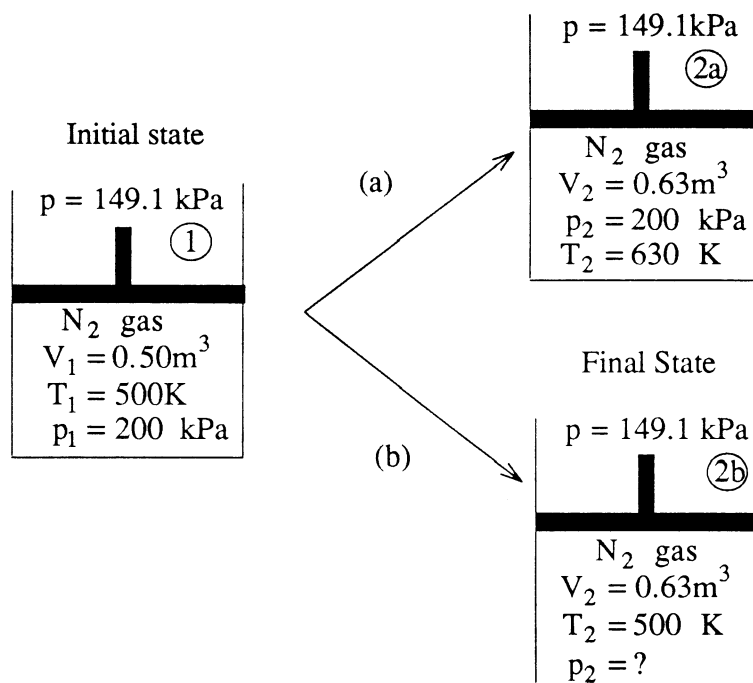 Initial state
p = 149.1 kPa
①
N₂ gas
V₁ = 0.50m³
T₁ = 500K
p₁ = 200 kPa
(a)
(b)
p = 149.1kPa
2a
N₂ gas
V₂ = 0.63m³
p₂ = 200 kPa
T₂ = 630 K
Final State
p = 149.1 kPa
2b
N₂ gas
V₂ = 0.63m³
T₂ = 500 K
p₂ = ?